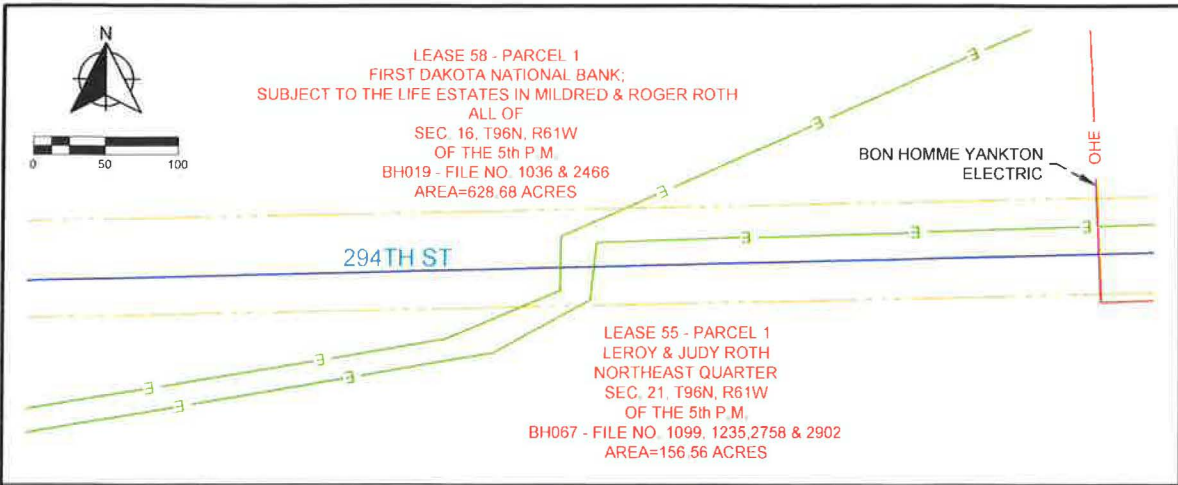 N
0 50 100
LEASE 58 - PARCEL 1
FIRST DAKOTA NATIONAL BANK;
SUBJECT TO THE LIFE ESTATES IN MILDRED & ROGER ROTH
ALL OF
SEC. 16, T96N, R61W
OF THE 5th P.M.
BH019 - FILE NO. 1036 & 2466
AREA=628.68 ACRES
E
E
E
OHE
BON HOMME YANKTON
ELECTRIC
E
E
E
294TH ST
E
E
E
E
LEASE 55 - PARCEL 1
LEROY & JUDY ROTH
NORTHEAST QUARTER
SEC. 21, T96N, R61W
OF THE 5th P.M.
BH067 - FILE NO. 1099, 1235,2758 & 2902
AREA=156.56 ACRES